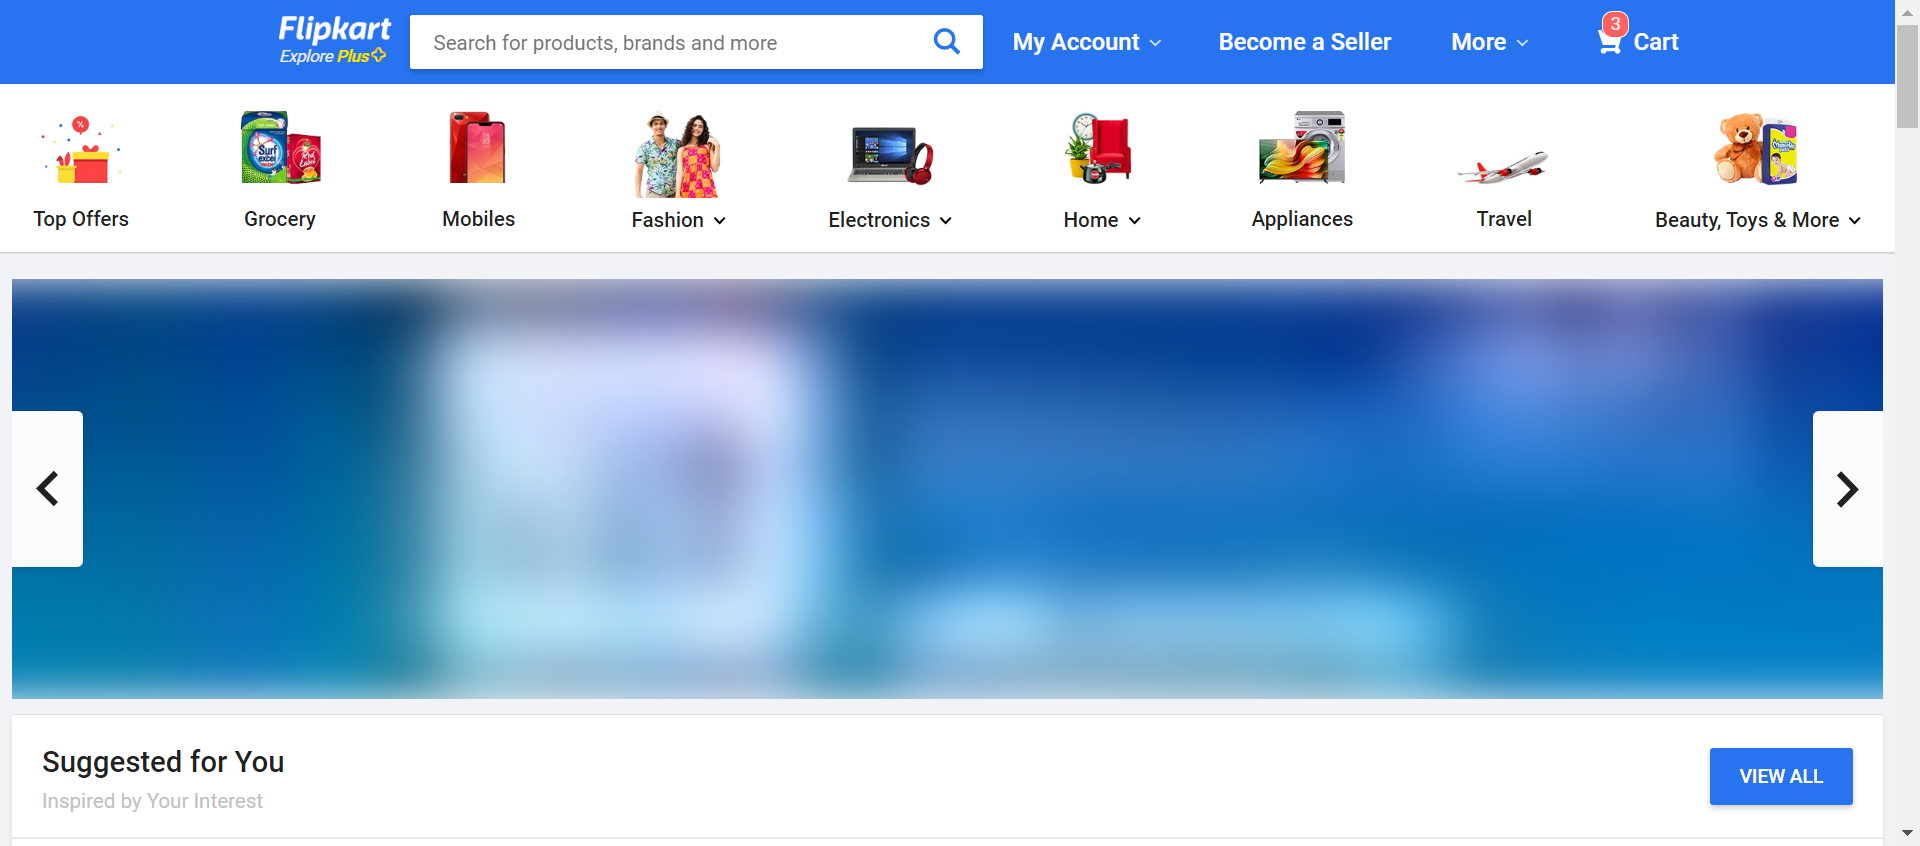 Flipkart
Explore Plus
Search for products, brands and more
My Account
Become a Seller
More
3
Cart
Top Offers
Grocery
Mobiles
Fashion
Electronics
Home
Appliances
Travel
Beauty, Toys & More
Suggested for You
Inspired by Your Interest
VIEW ALL